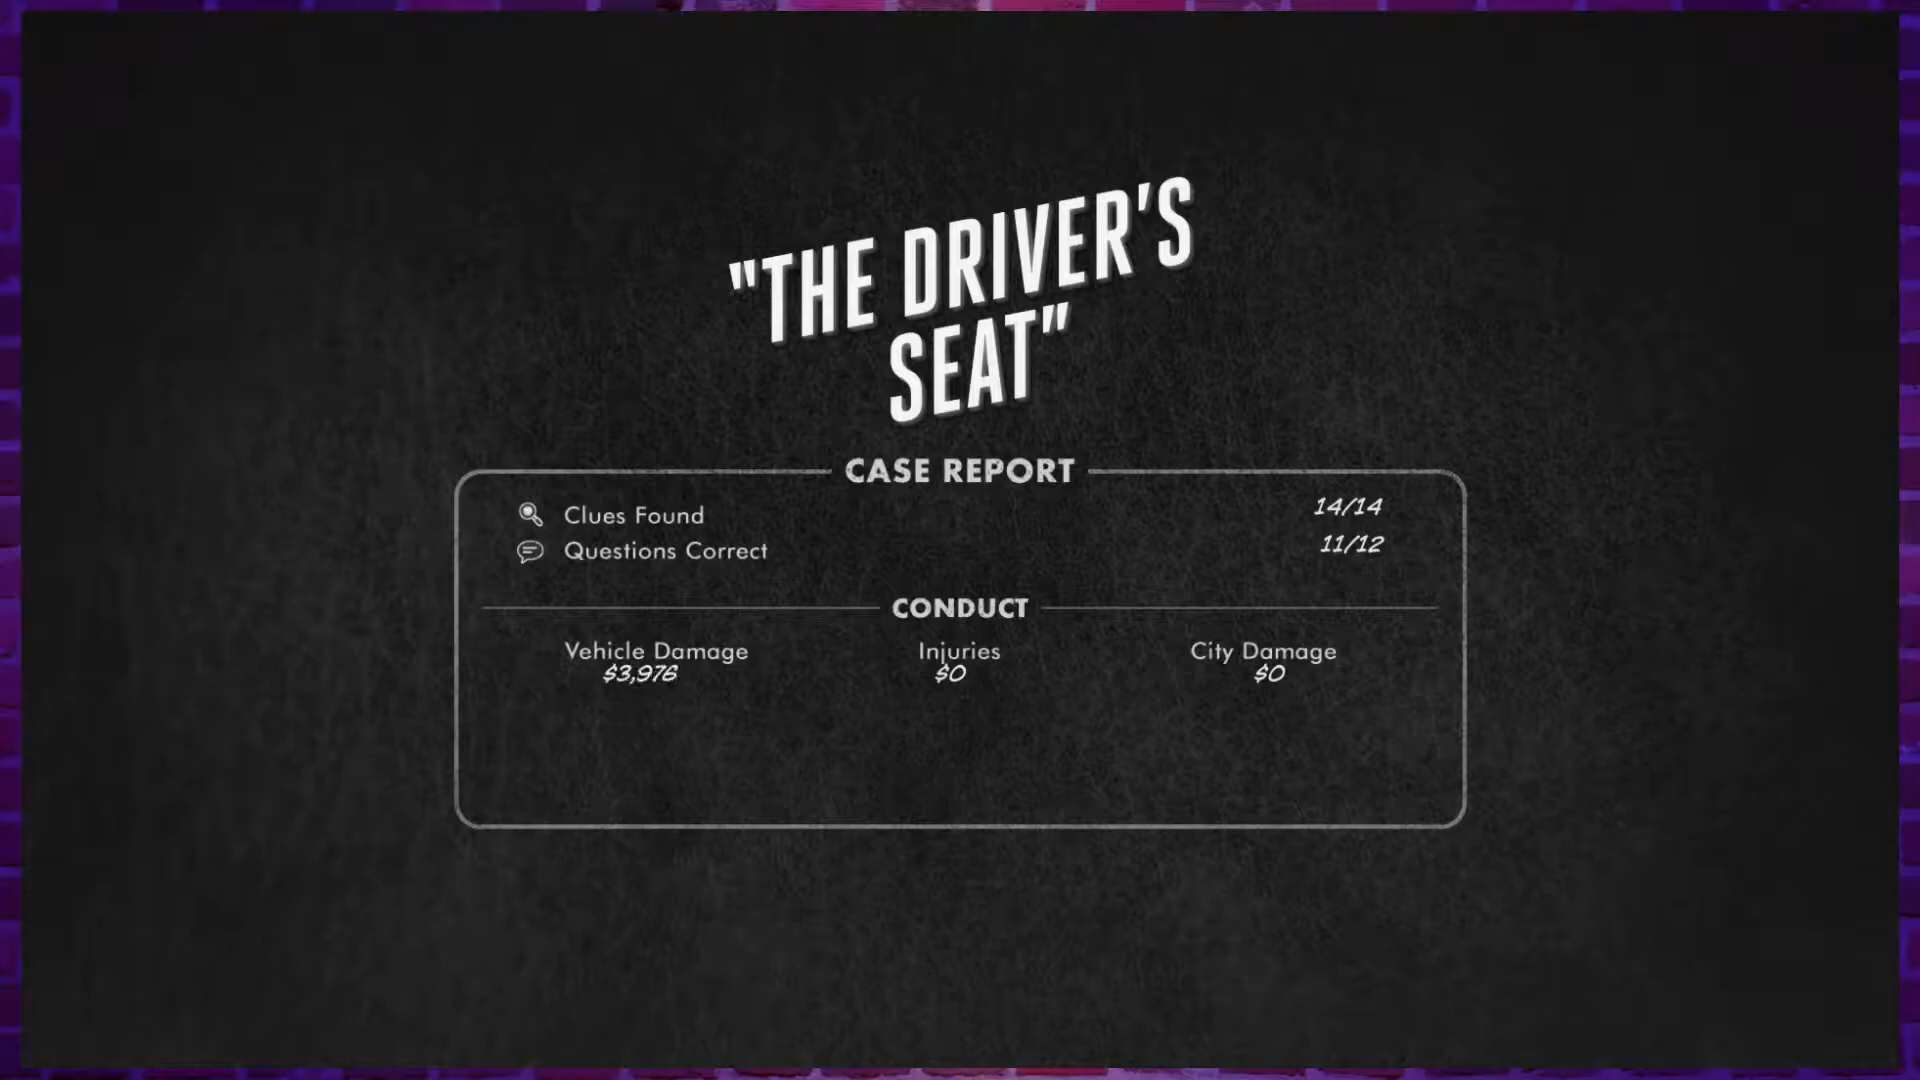 "THE DRIVER'S
SEAT"
CASE REPORT
Clues Found 14/14
Questions Correct 11/12
CONDUCT
Vehicle Damage Injuries City Damage
$3,976 $0 $0